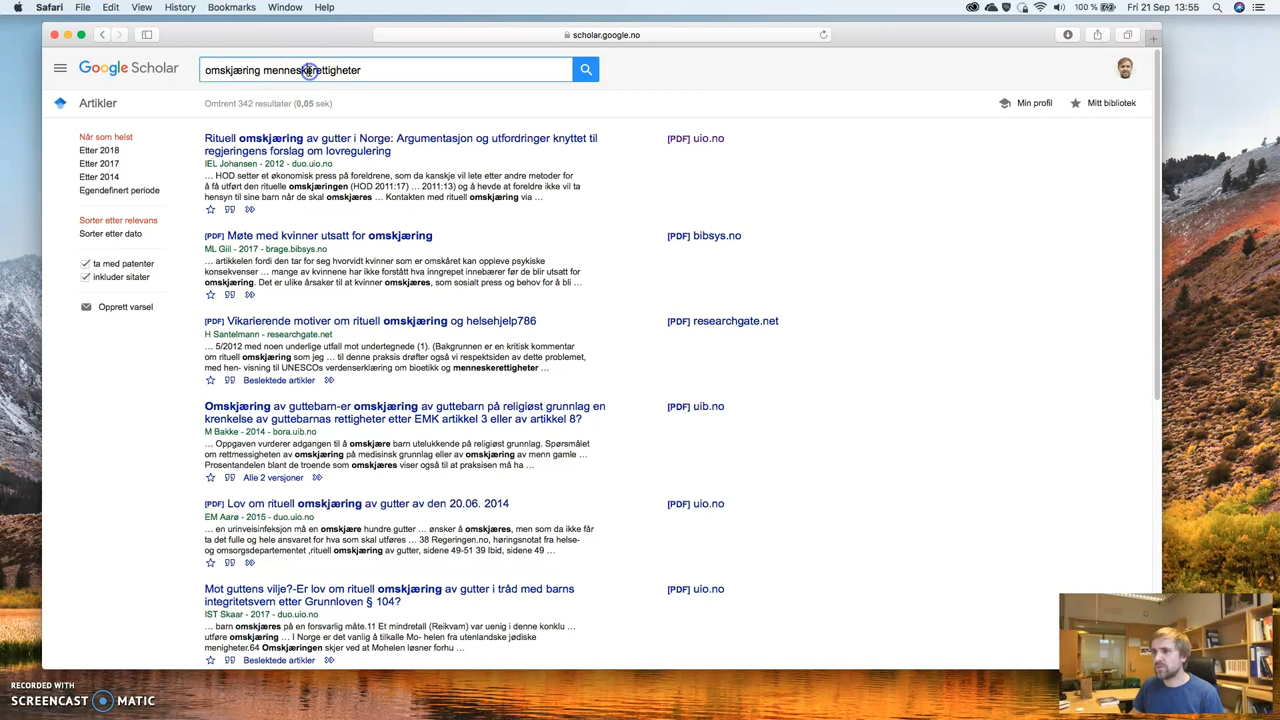 Safari File Edit View History Bookmarks Window Help
100 % Fri 21 Sep 13:55
scholar.google.no
Google Scholar
omskjæring menneskerettigheter
Artikler
Omtrent 342 resultater (0,05 sek)
Min profil
Mitt bibliotek
Når som helst
Etter 2018
Etter 2017
Etter 2014
Egendefinert periode
Sorter etter relevans
Sorter etter dato
ta med patenter
inkluder sitater
Opprett varsel
Rituell omskjæring av gutter i Norge: Argumentasjon og utfordringer knyttet til
regjeringens forslag om lovregulering
IEL Johansen - 2012 - duo.uio.no
… HOD setter et økonomisk press på foreldrene, som da kanskje vil lete etter andre metoder for
å få utført den rituelle omskjæringen (HOD 2011:17) … 2011:13) og å hevde at foreldre ikke vil ta
hensyn til sine barn når de skal omskjæres … Kontakten med rituell omskjæring via …
[PDF] uio.no
[PDF] Møte med kvinner utsatt for omskjæring
ML Giil - 2017 - brage.bibsys.no
… artikkelen fordi den tar for seg hvorvidt kvinner som er omskåret kan oppleve psykiske
konsekvenser … mange av kvinnene har ikke forstått hva inngrepet innebærer før de blir utsatt for
omskjæring. Det er ulike årsaker til at kvinner omskjæres, som sosialt press og behov for å bli …
[PDF] bibsys.no
[PDF] Vikarierende motiver om rituell omskjæring og helsehjelp786
H Santelmann - researchgate.net
… 5/2012 med noen underlige utfall mot undertegnede (1). (Bakgrunnen er en kritisk kommentar
om rituell omskjæring som jeg … til denne praksis drøfter også vi respektsiden av dette problemet,
med hen- visning til UNESCOs verdenserklæring om bioetikk og menneskerettigheter …
Beslektede artikler
[PDF] researchgate.net
Omskjæring av guttebarn-er omskjæring av guttebarn på religiøst grunnlag en
krenkelse av guttebarnas rettigheter etter EMK artikkel 3 eller av artikkel 8?
M Bakke - 2014 - bora.uib.no
… Oppgaven vurderer adgangen til å omskjære barn utelukkende på religiøst grunnlag. Spørsmålet
om rettmessigheten av omskjæring på medisinsk grunnlag eller av omskjæring av menn gamle …
Prosentandelen blant de troende som omskjæres viser også til at praksisen må ha …
Alle 2 versjoner
[PDF] uib.no
[PDF] Lov om rituell omskjæring av gutter av den 20.06. 2014
EM Aarø - 2015 - duo.uio.no
… en urinveisinfeksjon må en omskjære hundre gutter … ønsker å omskjæres, men som da ikke får
ta det fulle og hele ansvaret for hva som skal utføres … 38 Regeringen.no, høringsnotat fra helse-
og omsorgsdepartementet ,rituell omskjæring av gutter, sidene 49-51 39 Ibid, sidene 49 …
[PDF] uio.no
Mot guttens vilje?-Er lov om rituell omskjæring av gutter i tråd med barns
integritetsvern etter Grunnloven § 104?
IST Skaar - 2017 - duo.uio.no
… barn omskjæres på en forsvarlig måte.11 Et mindretall (Reikvam) var uenig i denne konklu …
utføre omskjæring … I Norge er det vanlig å tilkalle Mo- helen fra utenlandske jødiske
menigheter.64 Omskjæringen skjer ved at Mohelen løsner forhu …
Beslektede artikler
[PDF] uio.no
RECORDED WITH
SCREENCAST MATIC